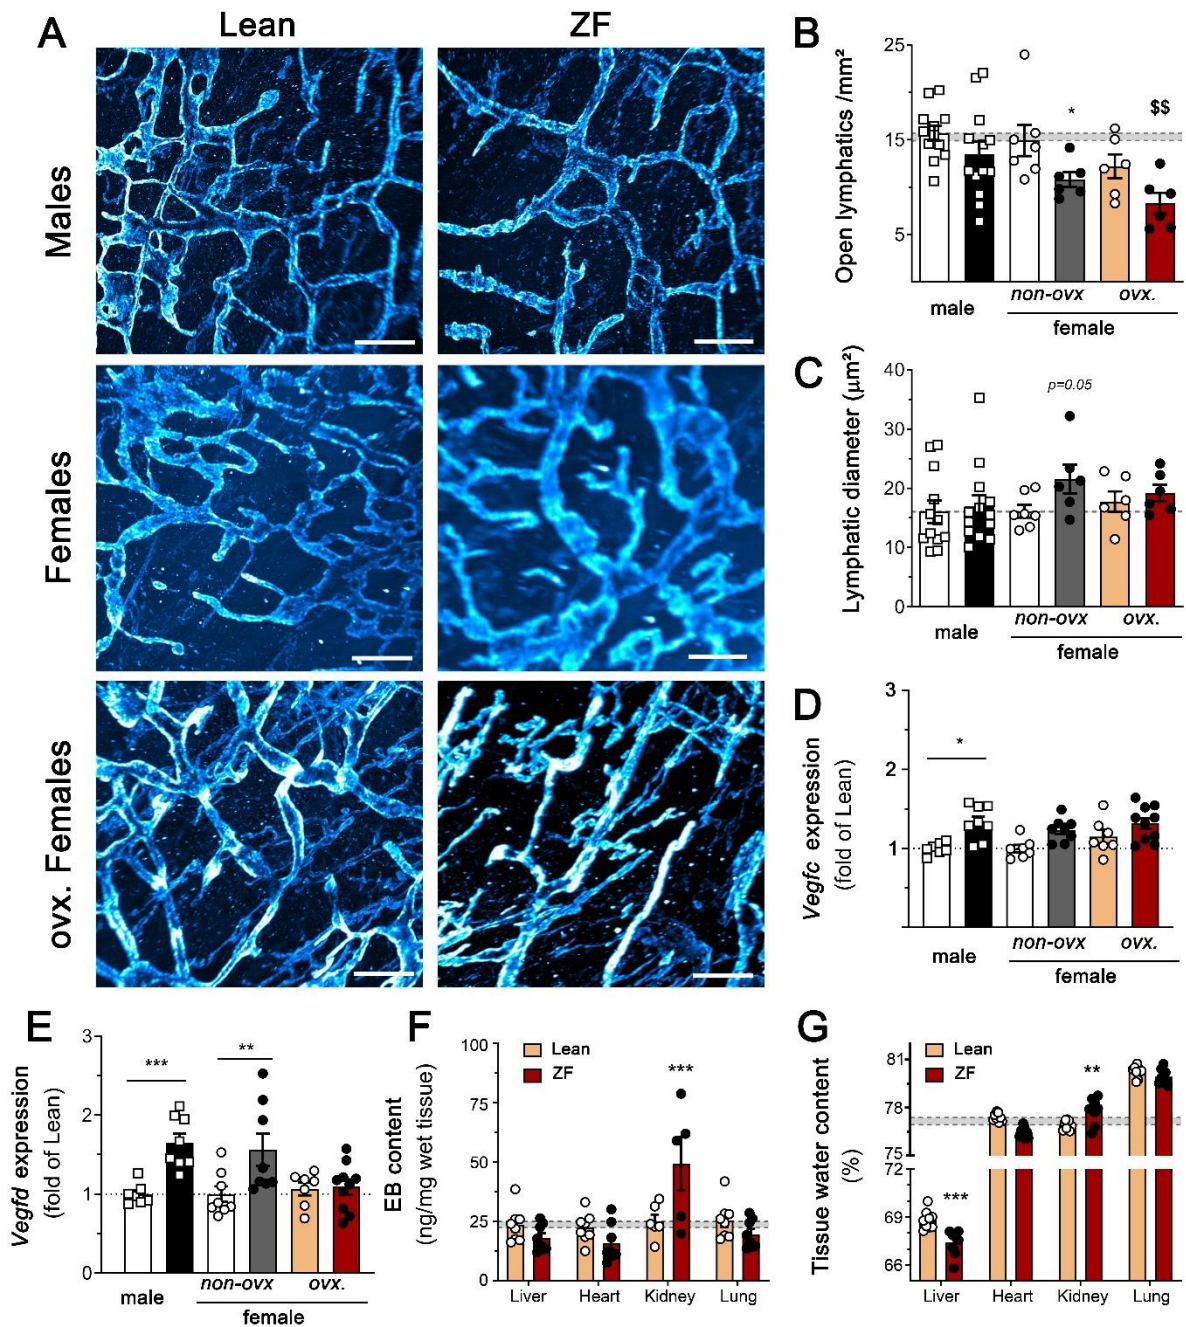 A
Lean
ZF
Males
Females
ovx. Females
B
Open lymphatics /mm²
25
15
5
*
$$
non-ovx
ovx.
male
female
C
Lymphatic diameter (μm²)
40
30
20
10
0
p=0.05
non-ovx
ovx.
male
female
D
Vegfc expression
(fold of Lean)
3
2
1
*
non-ovx
ovx.
male
female
E
Vegfd expression
(fold of Lean)
3
2
1
0
***
**
non-ovx
ovx.
male
female
F
EB content
(ng/mg wet tissue)
100
75
50
25
0
Lean
ZF
***
Liver
Heart
Kidney
Lung
G
Tissue water content
(%)
81
78
75
72
69
66
Lean
ZF
***
**
Liver
Heart
Kidney
Lung